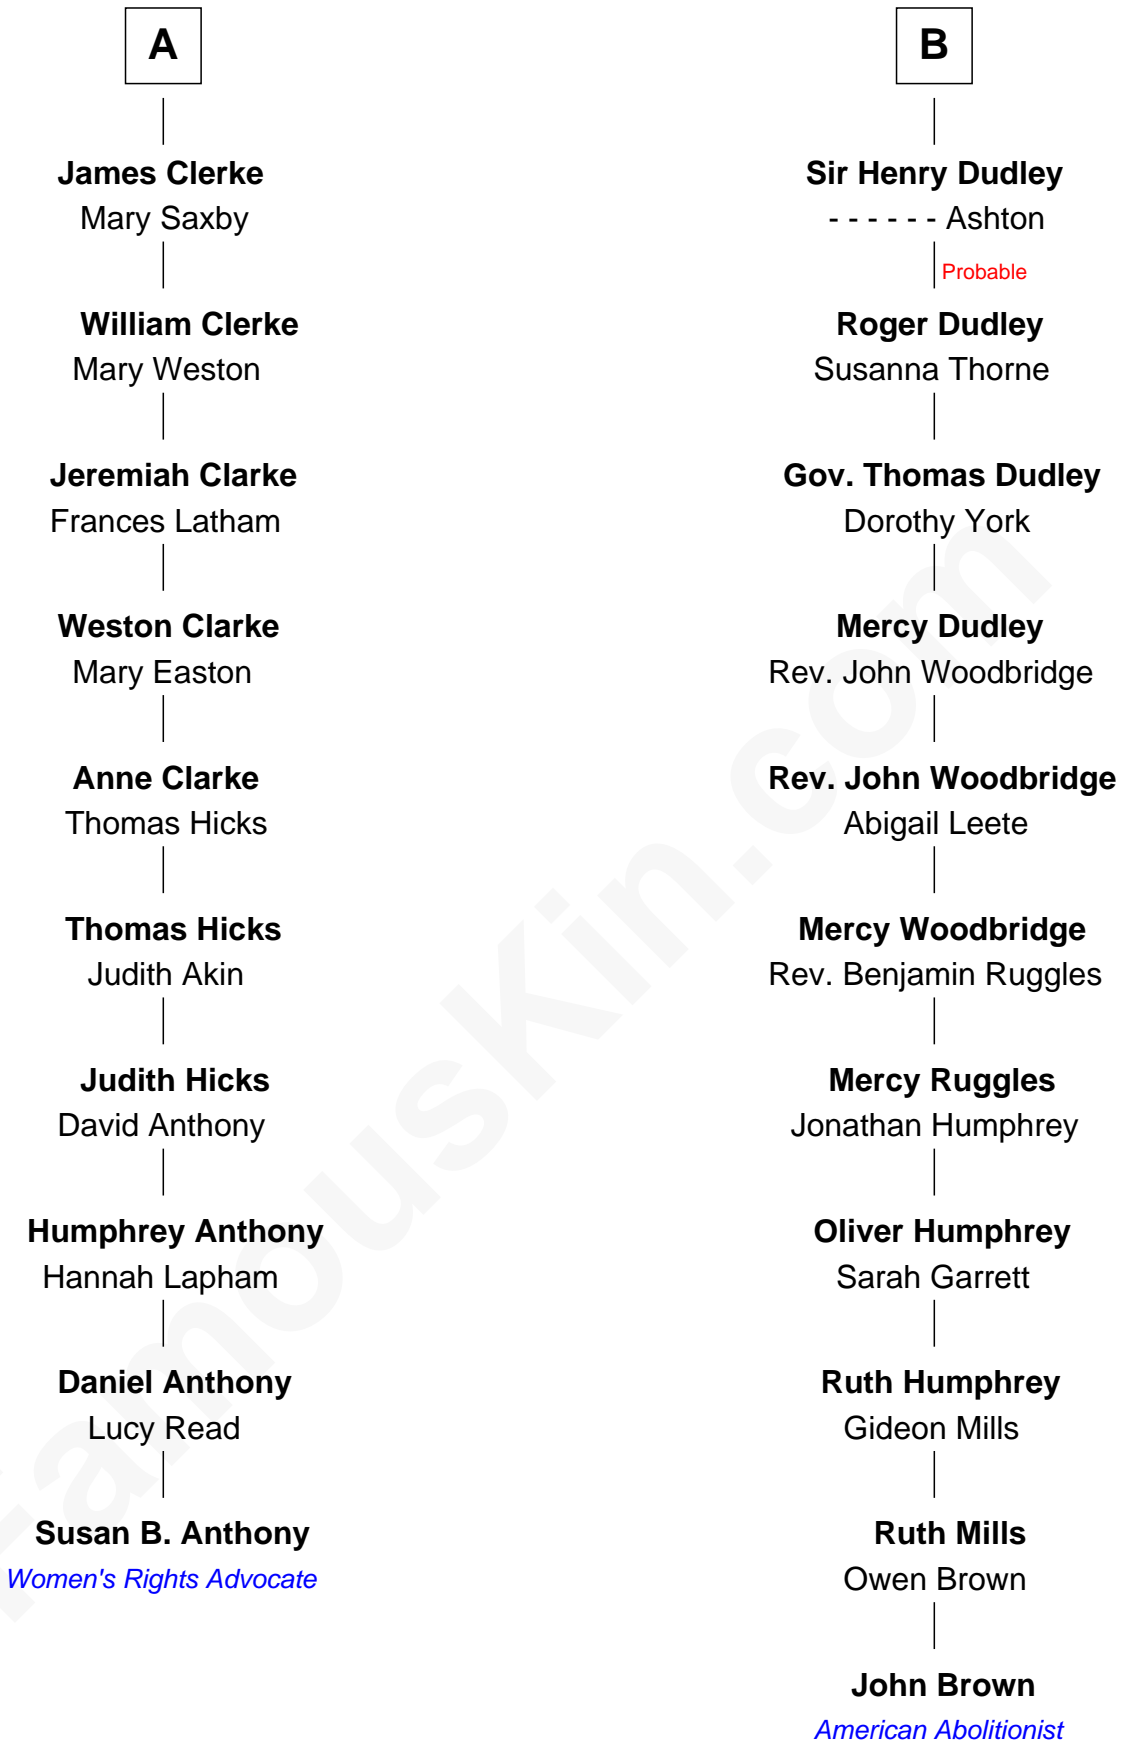 A
James Clerke
Mary Saxby
William Clerke
Mary Weston
Jeremiah Clarke
Frances Latham
Weston Clarke
Mary Easton
Anne Clarke
Thomas Hicks
Thomas Hicks
Judith Akin
Judith Hicks
David Anthony
Humphrey Anthony
Hannah Lapham
Daniel Anthony
Lucy Read
Susan B. Anthony
Women's Rights Advocate
B
Sir Henry Dudley
- - - - - - Ashton
Probable
Roger Dudley
Susanna Thorne
Gov. Thomas Dudley
Dorothy York
Mercy Dudley
Rev. John Woodbridge
Rev. John Woodbridge
Abigail Leete
Mercy Woodbridge
Rev. Benjamin Ruggles
Mercy Ruggles
Jonathan Humphrey
Oliver Humphrey
Sarah Garrett
Ruth Humphrey
Gideon Mills
Ruth Mills
Owen Brown
John Brown
American Abolitionist
FamousKin.com